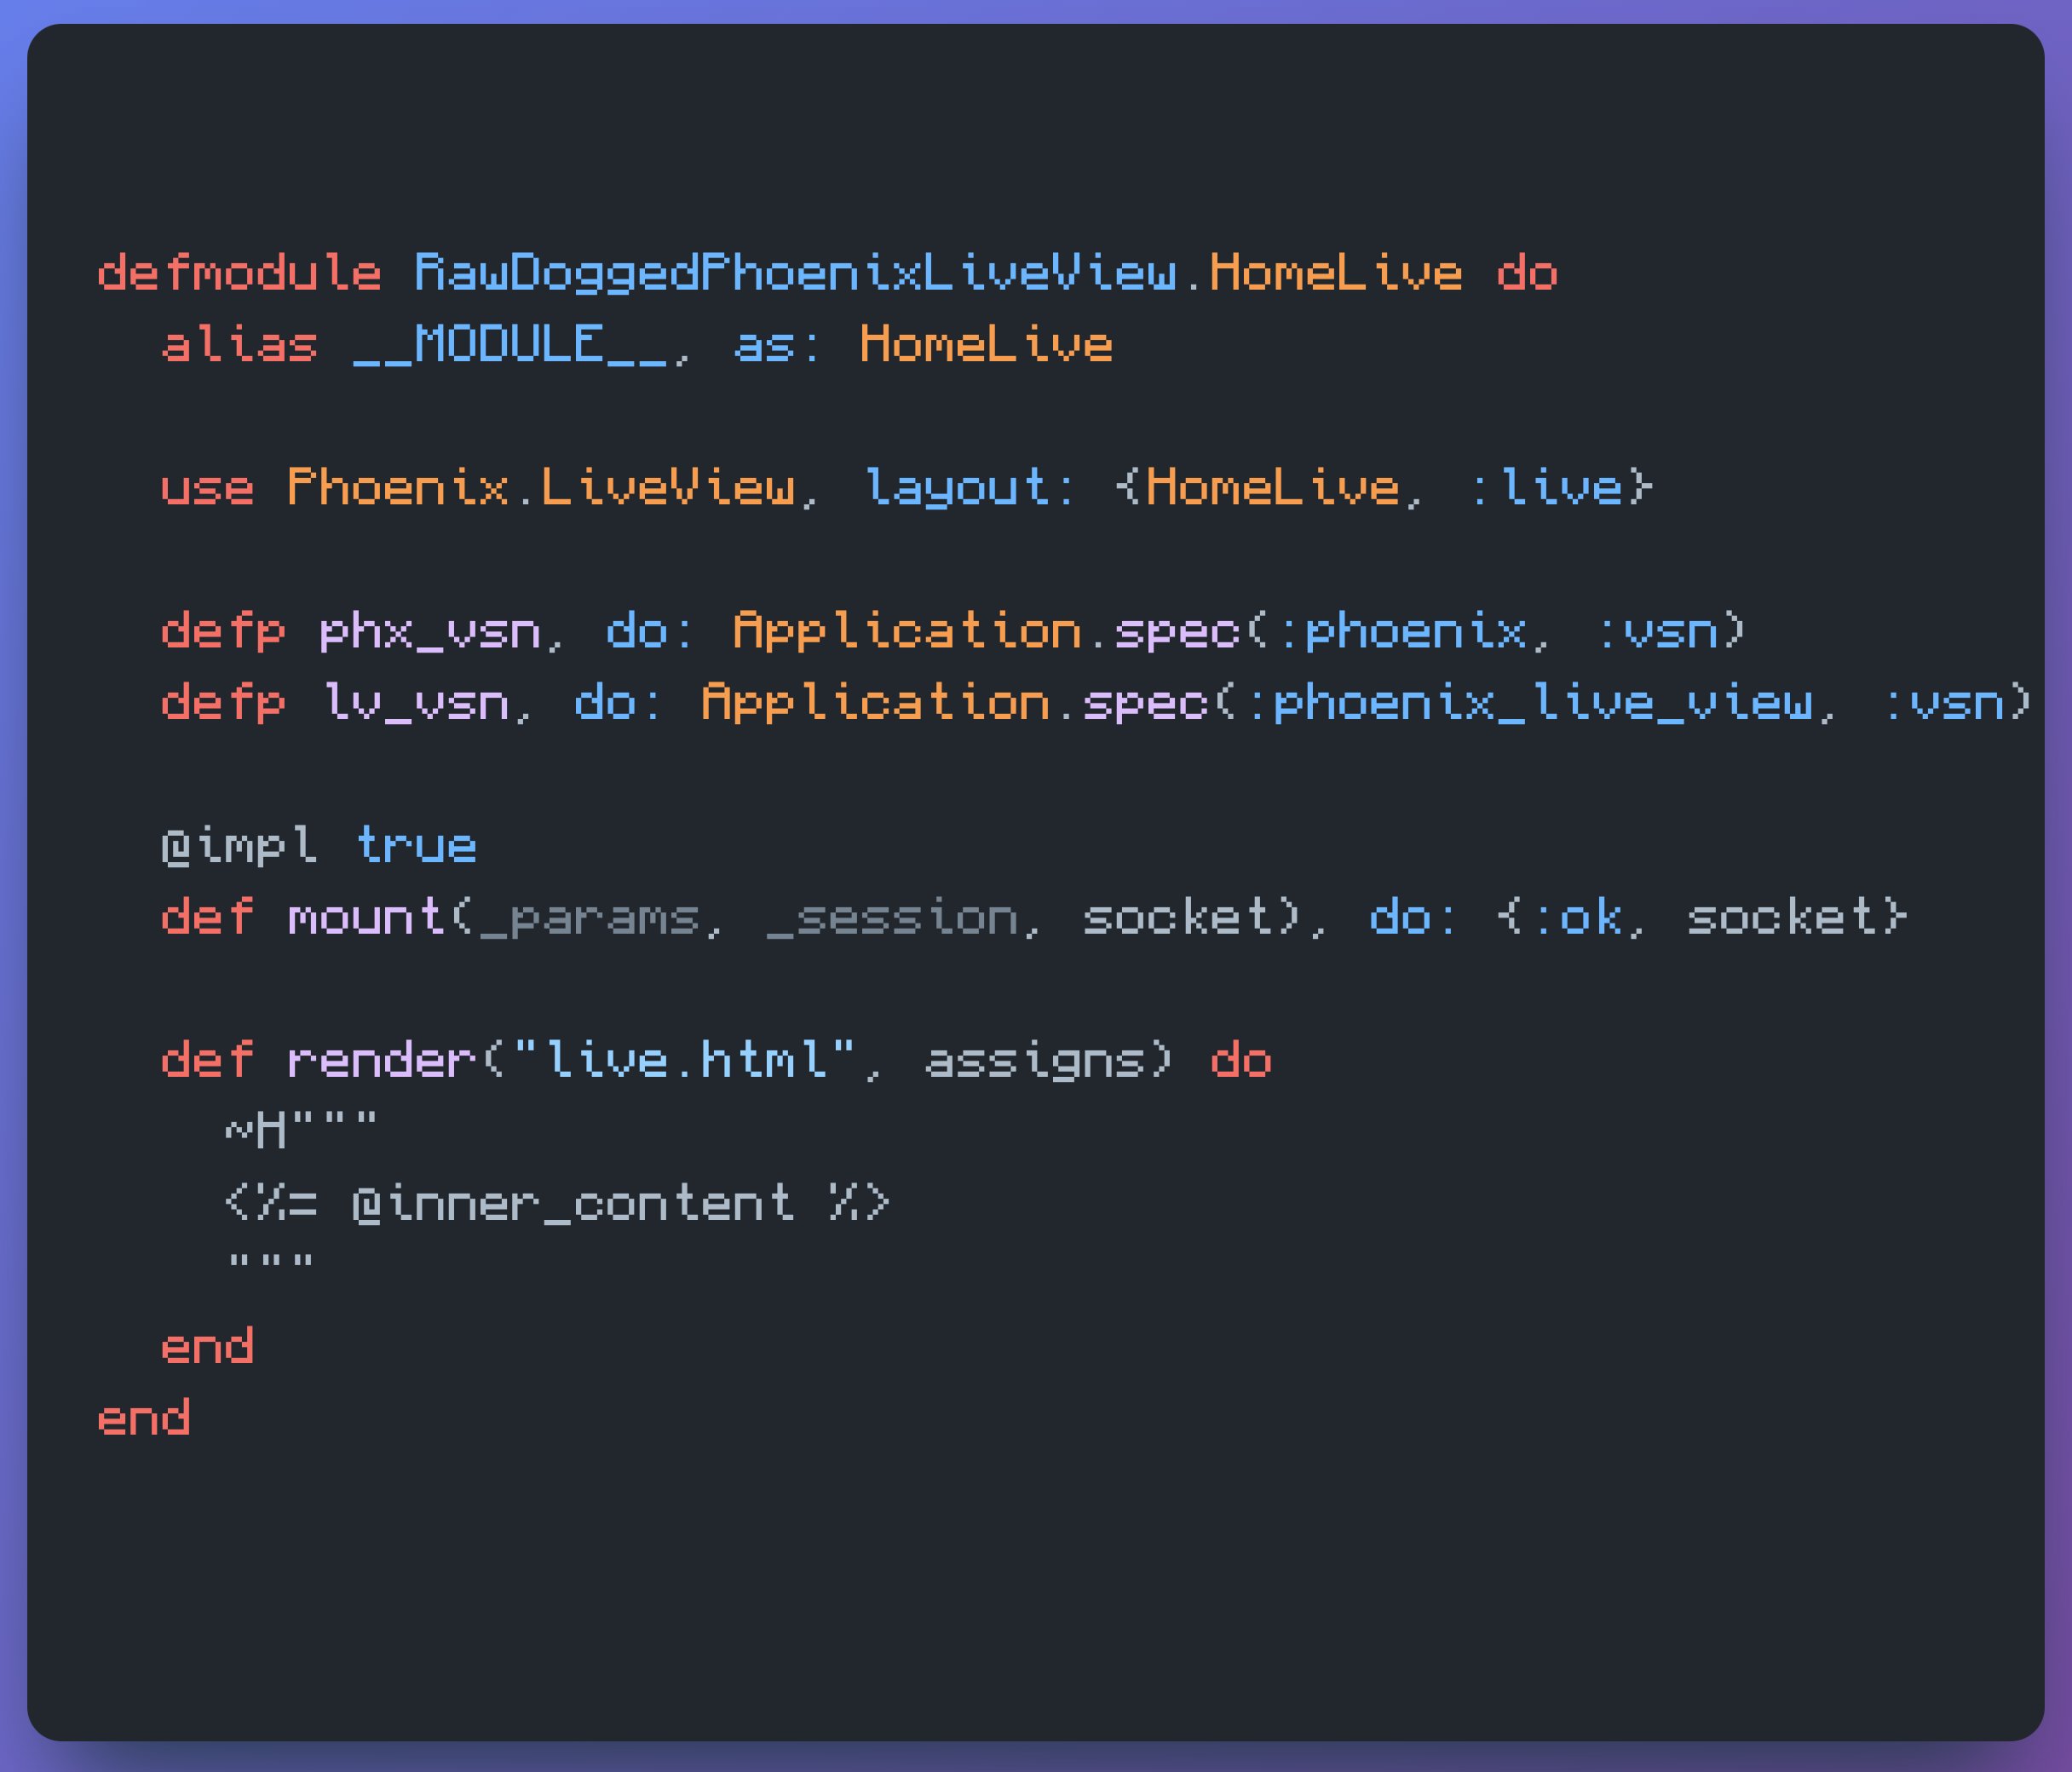 defmodule RawDoggedPhoenixLiveView.HomeLive do
  alias __MODULE__, as: HomeLive

  use Phoenix.LiveView, layout: {HomeLive, :live}

  defp phx_vsn, do: Application.spec(:phoenix, :vsn)
  defp lv_vsn, do: Application.spec(:phoenix_live_view, :vsn)

  @impl true
  def mount(_params, _session, socket), do: {:ok, socket}

  def render("live.html", assigns) do
    ~H"""
    <%= @inner_content %>
    """
  end
end